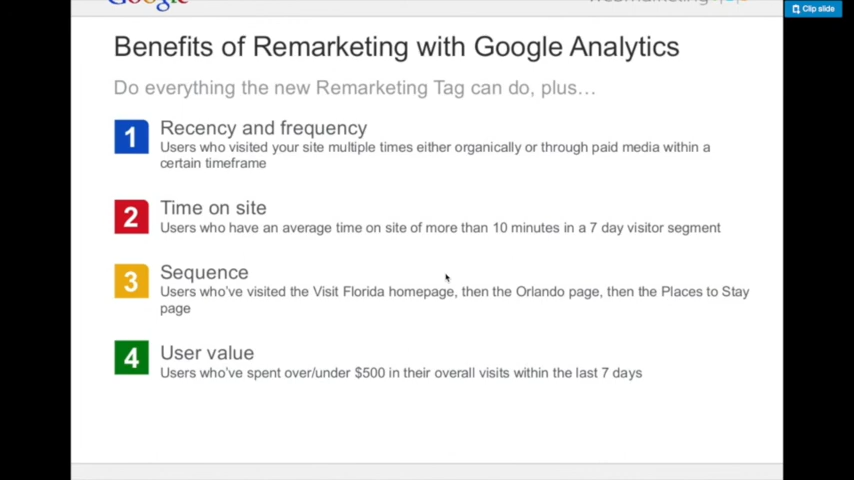 Google
Clip slide
Benefits of Remarketing with Google Analytics
Do everything the new Remarketing Tag can do, plus…
1 Recency and frequency
Users who visited your site multiple times either organically or through paid media within a
certain timeframe
2 Time on site
Users who have an average time on site of more than 10 minutes in a 7 day visitor segment
3 Sequence
Users who've visited the Visit Florida homepage, then the Orlando page, then the Places to Stay
page
4 User value
Users who've spent over/under $500 in their overall visits within the last 7 days